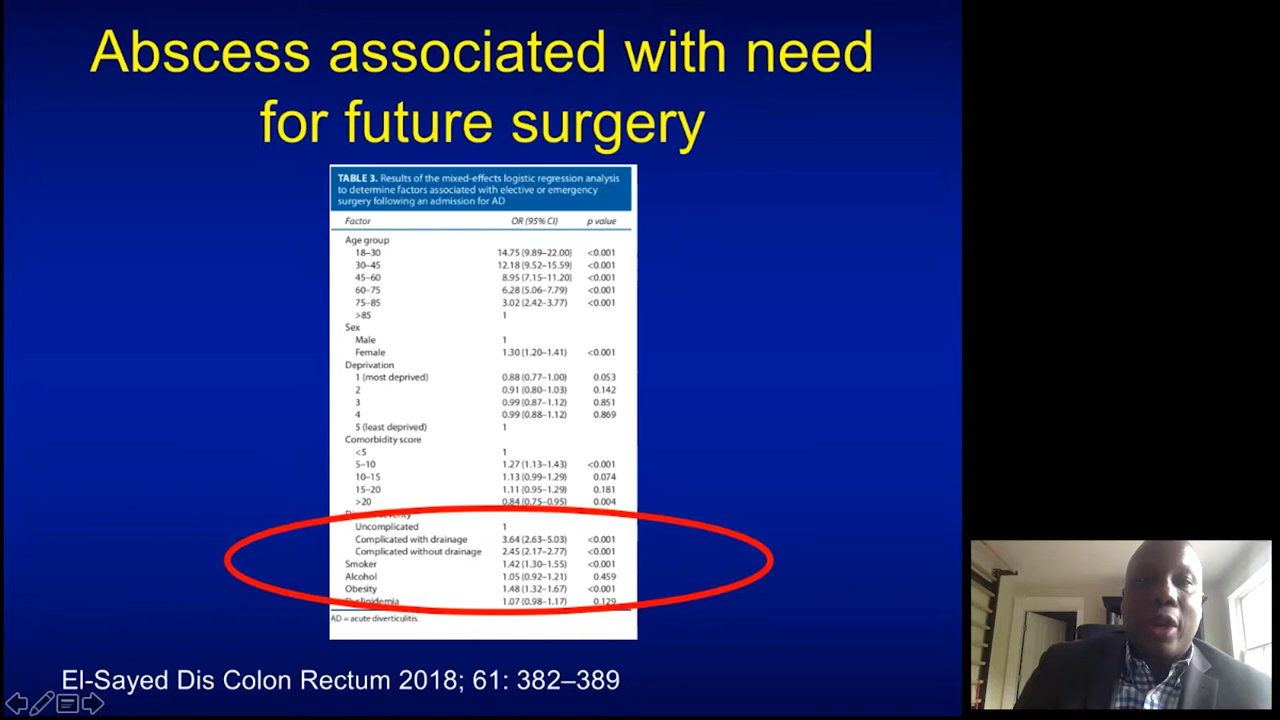 Abscess associated with need
for future surgery
TABLE 3. Results of the mixed-effects logistic regression analysis
to determine factors associated with elective or emergency
surgery following an admission for AD
Factor OR (95% CI) p value
Age group
18–30 14.75 (9.89–22.00) <0.001
30–45 12.18 (9.52–15.59) <0.001
45–60 8.95 (7.15–11.20) <0.001
60–75 6.28 (5.06–7.79) <0.001
75–85 3.02 (2.42–3.77) <0.001
>85 1
Sex
Male 1
Female 1.30 (1.20–1.41) <0.001
Deprivation
1 (most deprived) 0.88 (0.77–1.00) 0.053
2 0.91 (0.80–1.03) 0.142
3 0.99 (0.87–1.12) 0.851
4 0.99 (0.88–1.12) 0.869
5 (least deprived) 1
Comorbidity score
<5 1
5–10 1.27 (1.13–1.43) <0.001
10–15 1.13 (0.99–1.29) 0.074
15–20 1.11 (0.95–1.29) 0.181
>20 0.84 (0.75–0.95) 0.004
Uncomplicated 1
Complicated with drainage 3.64 (2.63–5.03) <0.001
Complicated without drainage 2.45 (2.17–2.77) <0.001
Smoker 1.42 (1.30–1.55) <0.001
Alcohol 1.05 (0.92–1.21) 0.459
Obesity 1.48 (1.32–1.67) <0.001
Dyslipidemia 1.07 (0.98–1.17) 0.129
AD = acute diverticulitis.
El-Sayed Dis Colon Rectum 2018; 61: 382–389